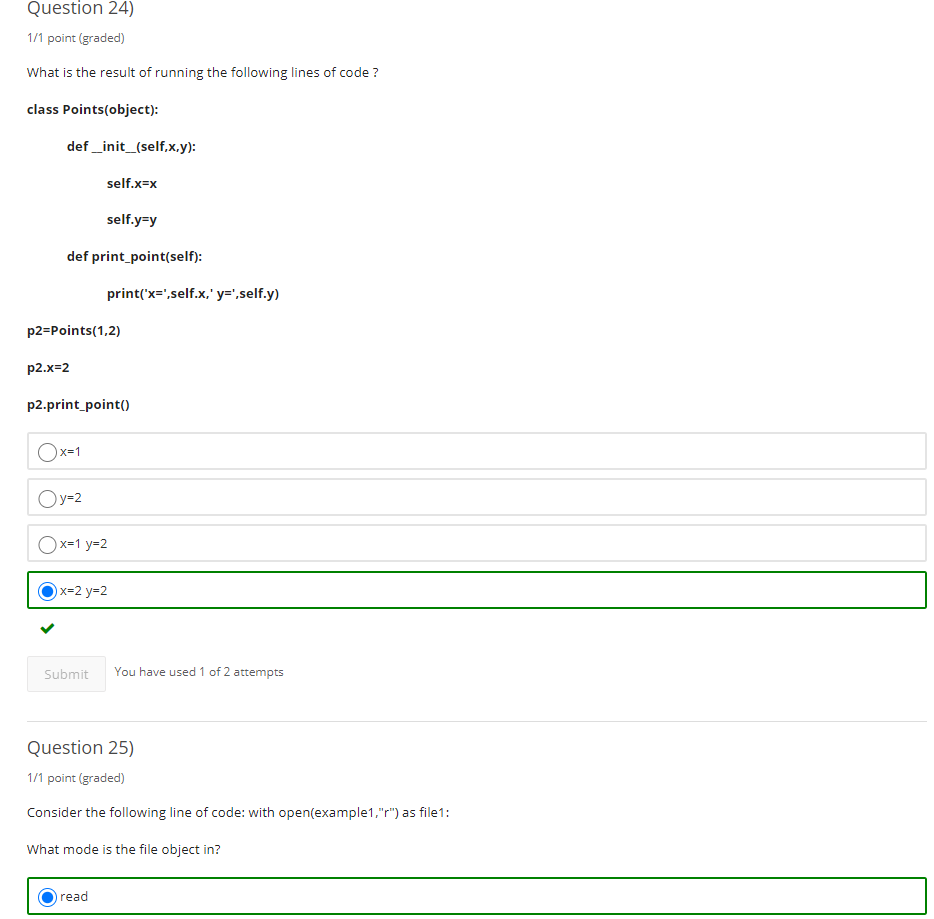 Question 24)
1/1 point (graded)
What is the result of running the following lines of code ?
class Points(object):
def __init__(self,x,y):
self.x=x
self.y=y
def print_point(self):
print('x=',self.x,' y=',self.y)
p2=Points(1,2)
p2.x=2
p2.print_point()
x=1
y=2
x=1 y=2
x=2 y=2
Submit You have used 1 of 2 attempts
Question 25)
1/1 point (graded)
Consider the following line of code: with open(example1,"r") as file1:
What mode is the file object in?
read